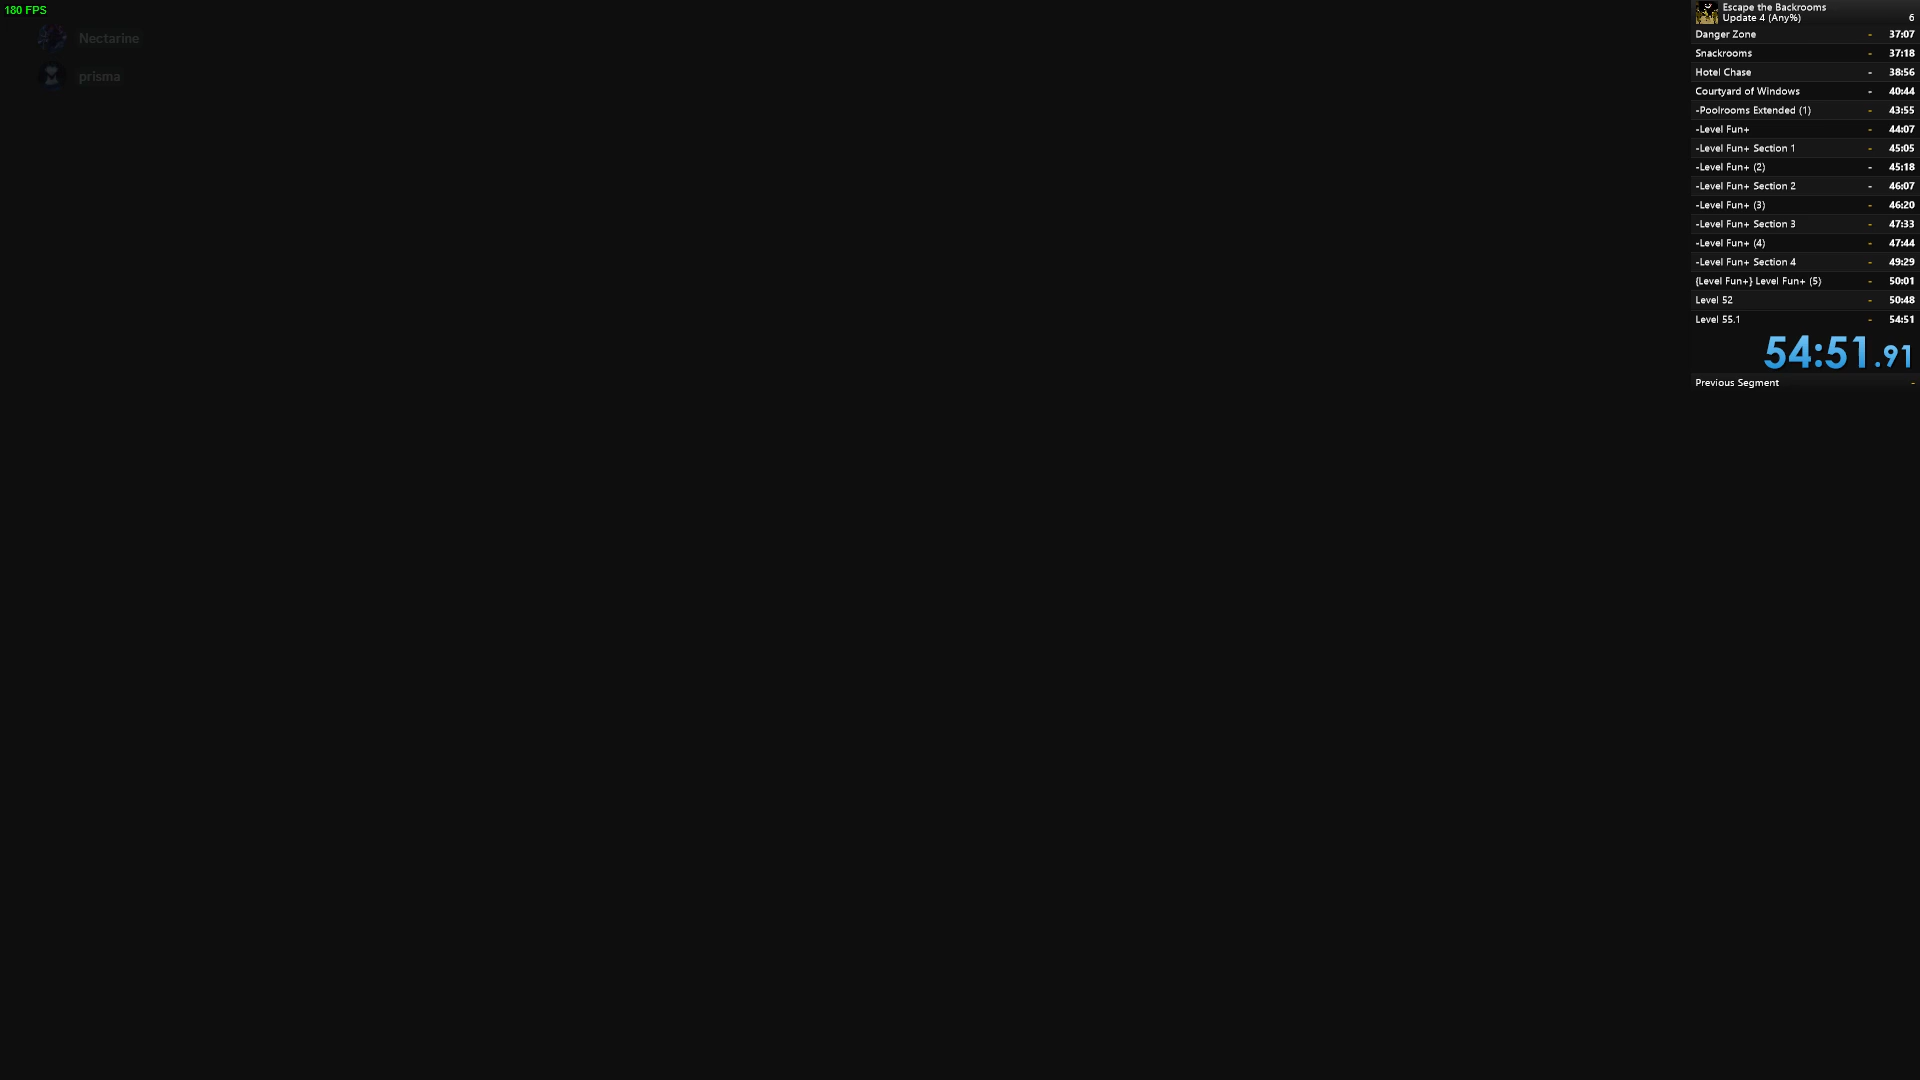 180 FPS
Nectarine
prisma
Escape the Backrooms
Update 4 (Any%) 6
Danger Zone - 37:07
Snackrooms - 37:18
Hotel Chase - 38:56
Courtyard of Windows - 40:44
-Poolrooms Extended (1) - 43:55
-Level Fun+ - 44:07
-Level Fun+ Section 1 - 45:05
-Level Fun+ (2) - 45:18
-Level Fun+ Section 2 - 46:07
-Level Fun+ (3) - 46:20
-Level Fun+ Section 3 - 47:33
-Level Fun+ (4) - 47:44
-Level Fun+ Section 4 - 49:29
{Level Fun+} Level Fun+ (5) - 50:01
Level 52 - 50:48
Level 55.1 - 54:51
54:51.91
Previous Segment -